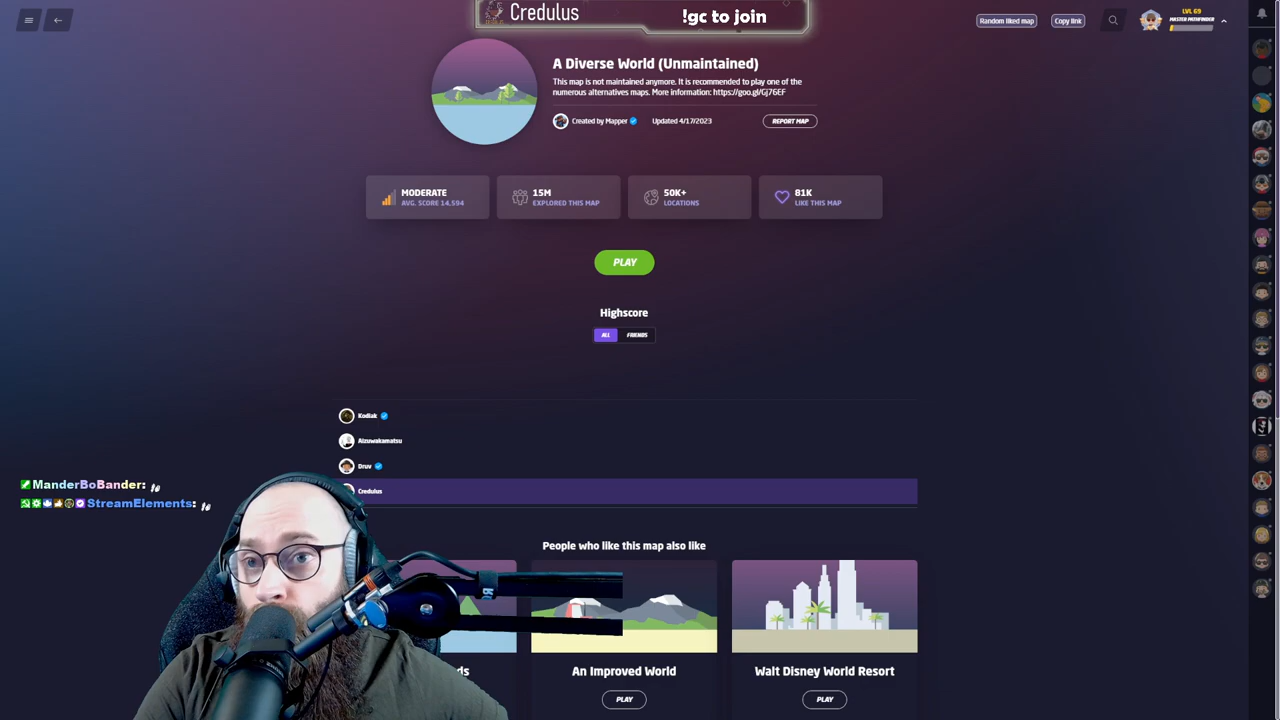 Credulus
!gc to join
Random liked map
Copy link
LVL 69
MASTER PATHFINDER
A Diverse World (Unmaintained)
This map is not maintained anymore. It is recommended to play one of the
numerous alternatives maps. More information: https://goo.gl/Gj76EF
Created by Mapper
Updated 4/17/2023
REPORT MAP
MODERATE
AVG. SCORE 14,594
15M
EXPLORED THIS MAP
50K+
LOCATIONS
81K
LIKE THIS MAP
PLAY
Highscore
ALL
FRIENDS
Kodiak
Aizuwakamatsu
Druv
Credulus
ManderBoBander:
StreamElements:
People who like this map also like
An Improved World
Walt Disney World Resort
PLAY
PLAY